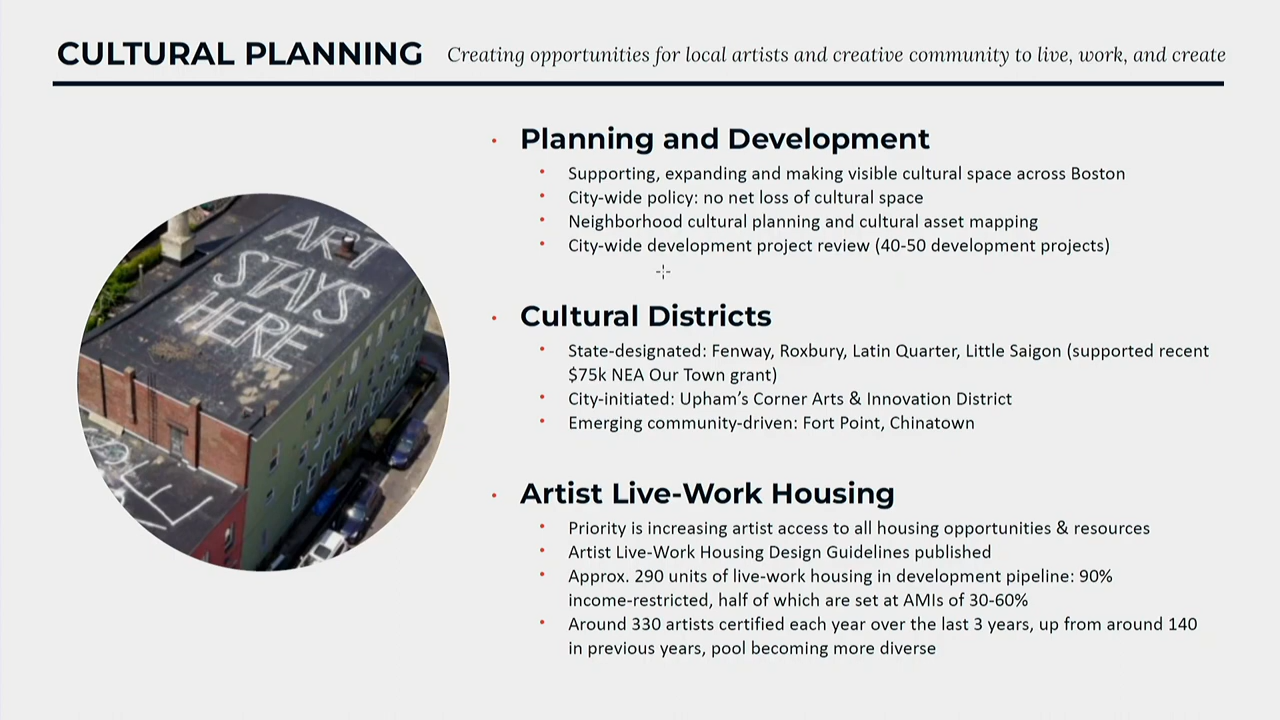 CULTURAL PLANNING Creating opportunities for local artists and creative community to live, work, and create
• Planning and Development
• Supporting, expanding and making visible cultural space across Boston
• City-wide policy: no net loss of cultural space
• Neighborhood cultural planning and cultural asset mapping
• City-wide development project review (40-50 development projects)
ART
STAYS
HERE
• Cultural Districts
• State-designated: Fenway, Roxbury, Latin Quarter, Little Saigon (supported recent
$75k NEA Our Town grant)
• City-initiated: Upham's Corner Arts & Innovation District
• Emerging community-driven: Fort Point, Chinatown
• Artist Live-Work Housing
• Priority is increasing artist access to all housing opportunities & resources
• Artist Live-Work Housing Design Guidelines published
• Approx. 290 units of live-work housing in development pipeline: 90%
income-restricted, half of which are set at AMIs of 30-60%
• Around 330 artists certified each year over the last 3 years, up from around 140
in previous years, pool becoming more diverse